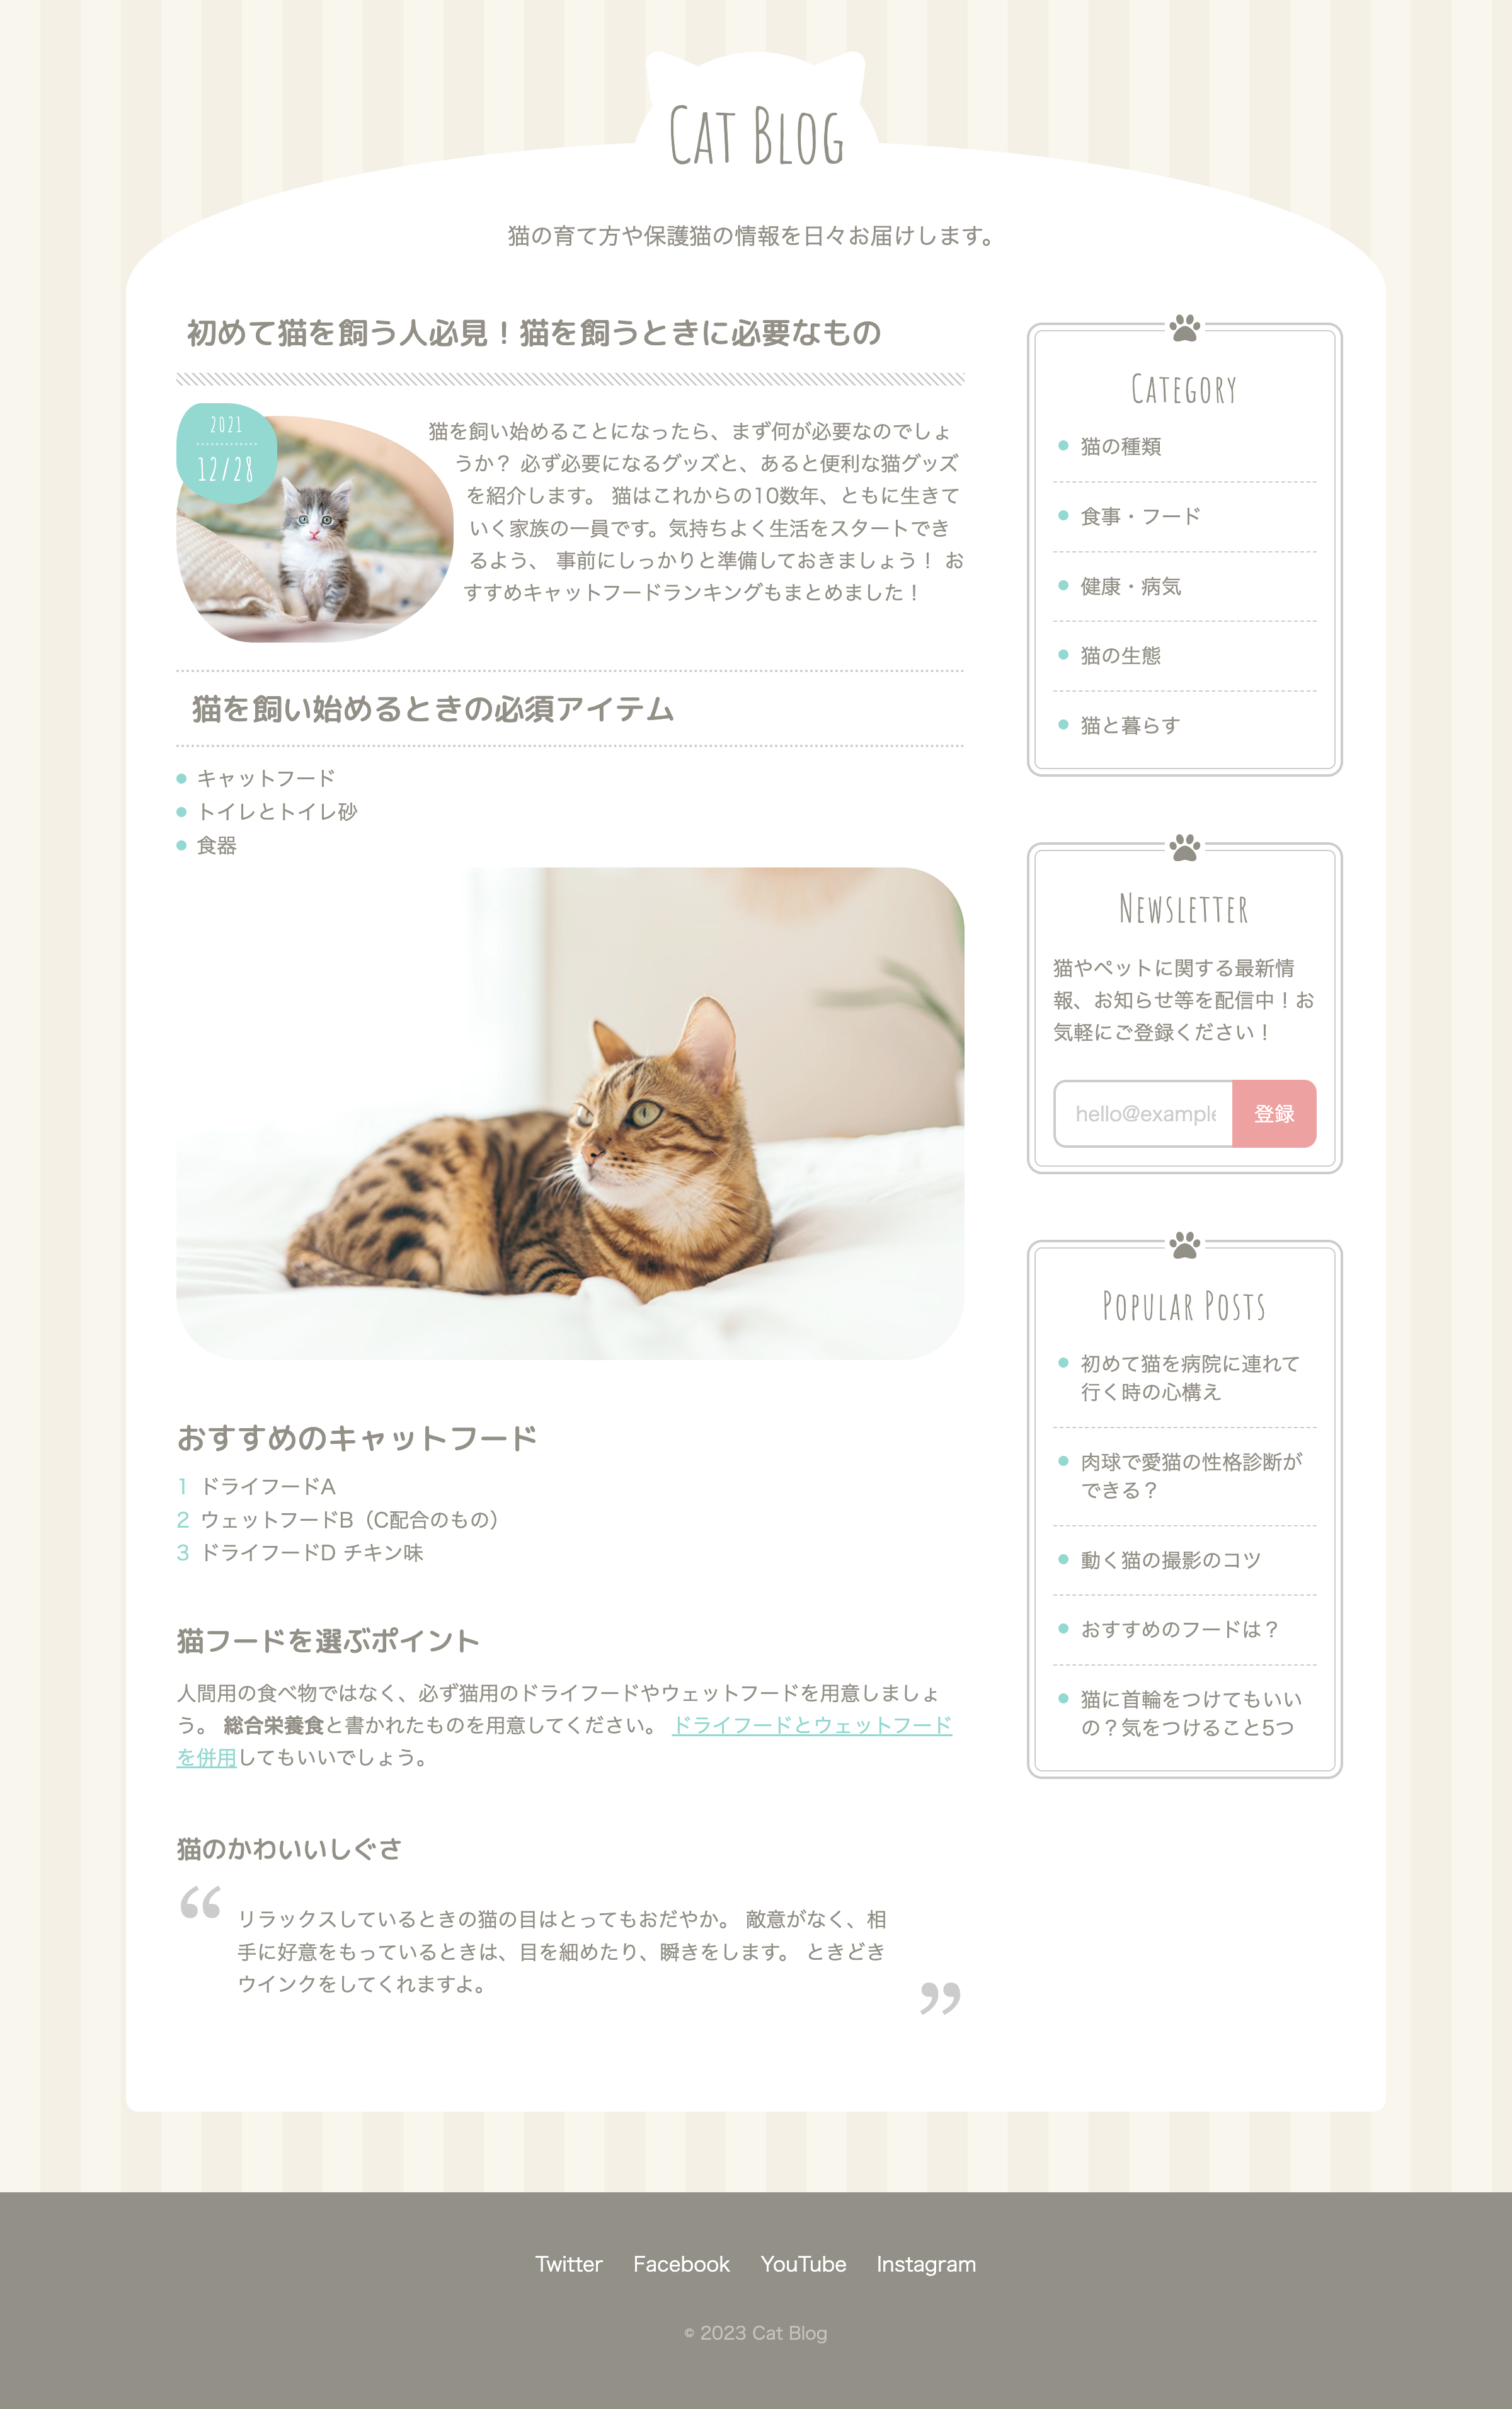 Cat Blog
猫の育て方や保護猫の情報を日々お届けします。
初めて猫を飼う人必見！猫を飼うときに必要なもの
2021
12/28
猫を飼い始めることになったら、まず何が必要なのでしょ
うか？ 必ず必要になるグッズと、あると便利な猫グッズ
を紹介します。 猫はこれからの10数年、ともに生きて
いく家族の一員です。気持ちよく生活をスタートでき
るよう、 事前にしっかりと準備しておきましょう！ お
すすめキャットフードランキングもまとめました！
猫を飼い始めるときの必須アイテム
キャットフード
トイレとトイレ砂
食器
おすすめのキャットフード
1 ドライフードA
2 ウェットフードB（C配合のもの）
3 ドライフードD チキン味
猫フードを選ぶポイント
人間用の食べ物ではなく、必ず猫用のドライフードやウェットフードを用意しましょ
う。 総合栄養食と書かれたものを用意してください。 ドライフードとウェットフード
を併用してもいいでしょう。
猫のかわいいしぐさ
“
リラックスしているときの猫の目はとってもおだやか。 敵意がなく、相
手に好意をもっているときは、目を細めたり、瞬きをします。 ときどき
ウインクをしてくれますよ。
”
Category
猫の種類
食事・フード
健康・病気
猫の生態
猫と暮らす
Newsletter
猫やペットに関する最新情
報、お知らせ等を配信中！お
気軽にご登録ください！
hello@example
登録
Popular Posts
初めて猫を病院に連れて
行く時の心構え
肉球で愛猫の性格診断が
できる？
動く猫の撮影のコツ
おすすめのフードは？
猫に首輪をつけてもいい
の？気をつけること5つ
Twitter Facebook YouTube Instagram
© 2023 Cat Blog